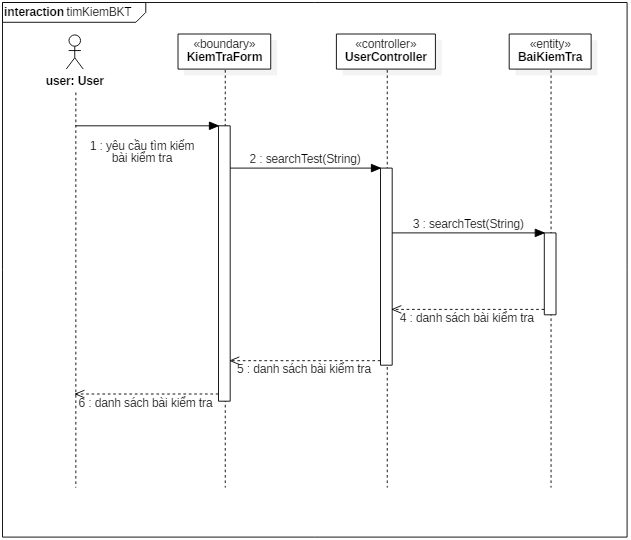 interaction timKiemBKT
«boundary»
KiemTraForm
«controller»
UserController
«entity»
BaiKiemTra
user: User
1 : yêu cầu tìm kiếm
bài kiểm tra
2 : searchTest(String)
3 : searchTest(String)
4 : danh sách bài kiểm tra
5 : danh sách bài kiểm tra
6 : danh sách bài kiểm tra